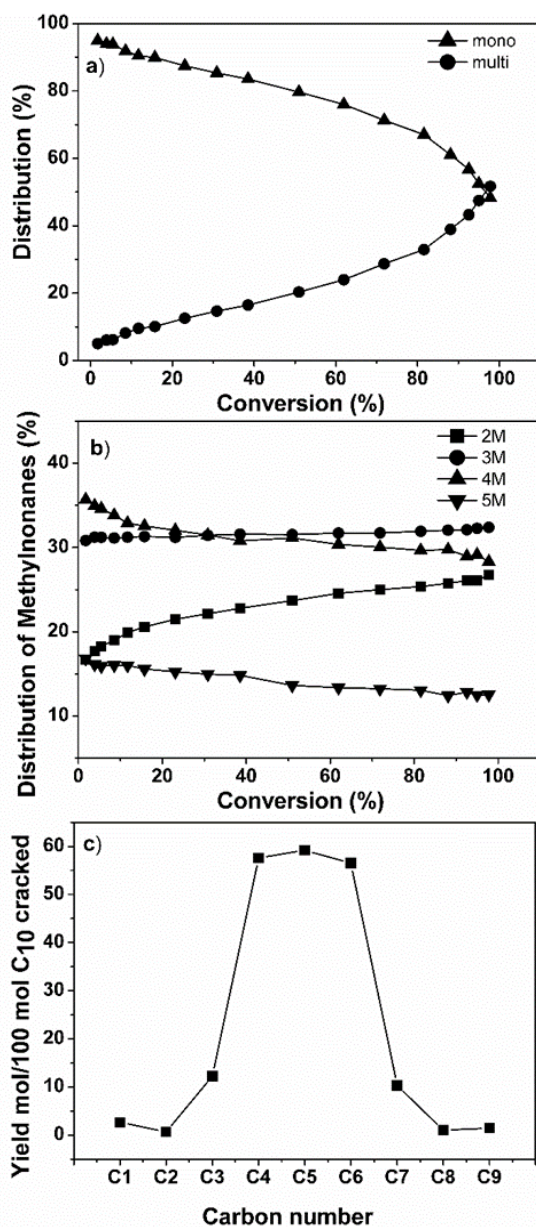 100
80
60
40
20
0
Distribution (%)
a)
mono
multi
0 20 40 60 80 100
Conversion (%)
40
30
20
10
Distribution of Methylnonanes (%)
b)
2M
3M
4M
5M
0 20 40 60 80 100
Conversion (%)
60
50
40
30
20
10
0
Yield mol/100 mol C10 cracked
c)
C1 C2 C3 C4 C5 C6 C7 C8 C9
Carbon number